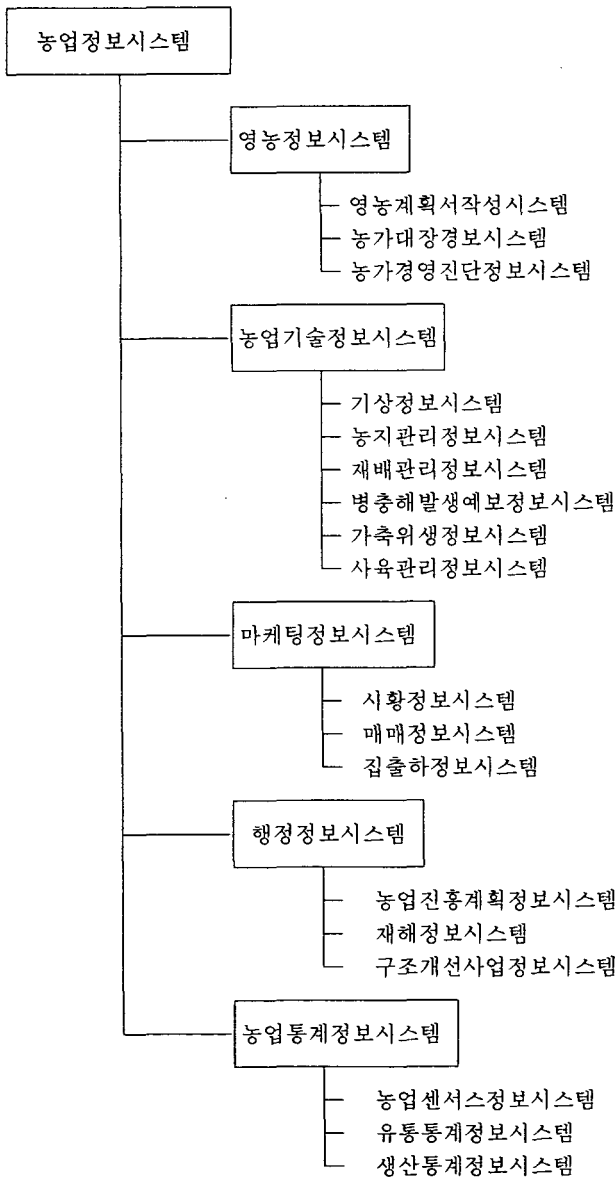 농업정보시스템
영농정보시스템
영농계획서작성시스템
농가대장경보시스템
농가경영진단정보시스템
농업기술정보시스템
기상정보시스템
농지관리정보시스템
재배관리정보시스템
병충해발생예보정보시스템
가축위생정보시스템
사육관리정보시스템
마케팅정보시스템
시황정보시스템
매매정보시스템
집출하정보시스템
행정정보시스템
농업진흥계획정보시스템
재해정보시스템
구조개선사업정보시스템
농업통계정보시스템
농업센서스정보시스템
유통통계정보시스템
생산통계정보시스템